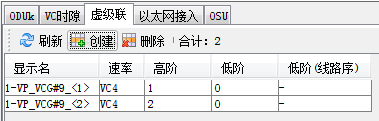 ODUk VC时隙 虚级联 以太网接入 OSU
刷新 创建 删除 合计: 2
显示名 速率 高阶 低阶 低阶(线路序)
1-VP_VCG#9_<1> VC4 1 0 -
1-VP_VCG#9_<2> VC4 2 0 -